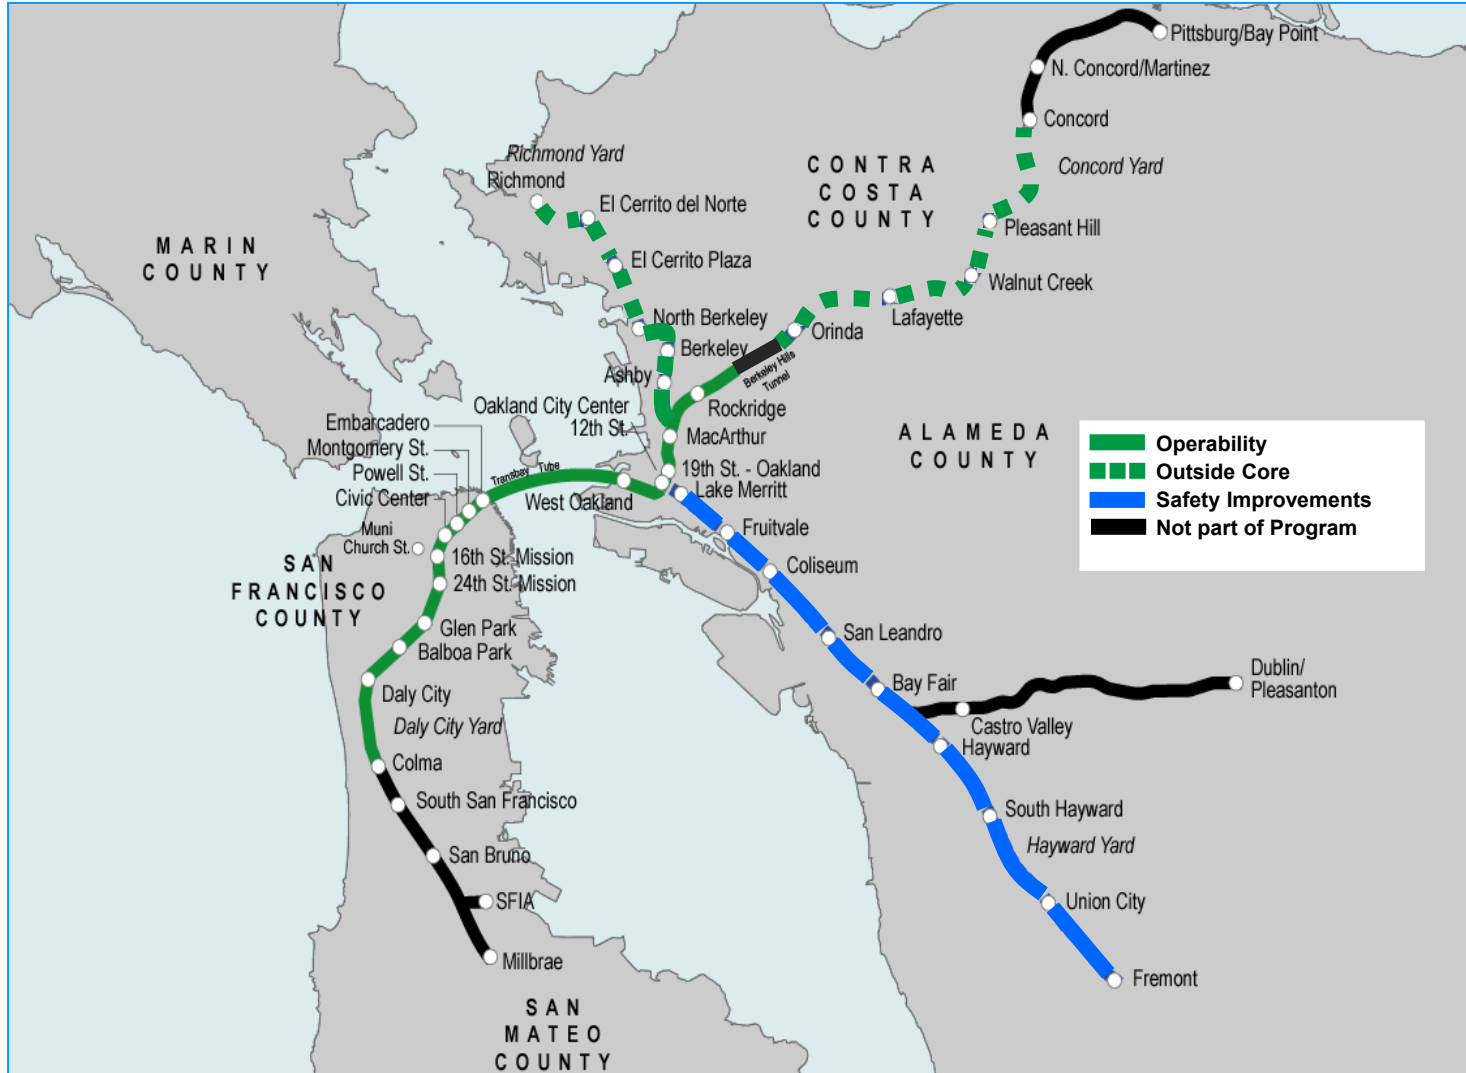 Pittsburg/Bay Point
N. Concord/Martinez
Concord
Concord Yard
Richmond Yard
Richmond
CONTRA
COSTA
COUNTY
El Cerrito del Norte
Pleasant Hill
MARIN
COUNTY
El Cerrito Plaza
Walnut Creek
North Berkeley
Orinda
Lafayette
Berkeley
Berkeley Hills
Tunnel
Ashby
Rockridge
Oakland City Center
12th St.
MacArthur
Embarcadero
Montgomery St.
Powell St.
Civic Center
Muni
Church St.
Transbay Tube
19th St. - Oakland
Lake Merritt
West Oakland
ALAMEDA
COUNTY
Operability
Outside Core
Safety Improvements
Not part of Program
Fruitvale
16th St. Mission
24th St. Mission
Coliseum
SAN
FRANCISCO
COUNTY
Glen Park
Balboa Park
San Leandro
Daly City
Daly City Yard
Bay Fair
Dublin/
Pleasanton
Castro Valley
Hayward
Colma
South San Francisco
South Hayward
Hayward Yard
San Bruno
SFIA
Union City
Millbrae
Fremont
SAN
MATEO
COUNTY